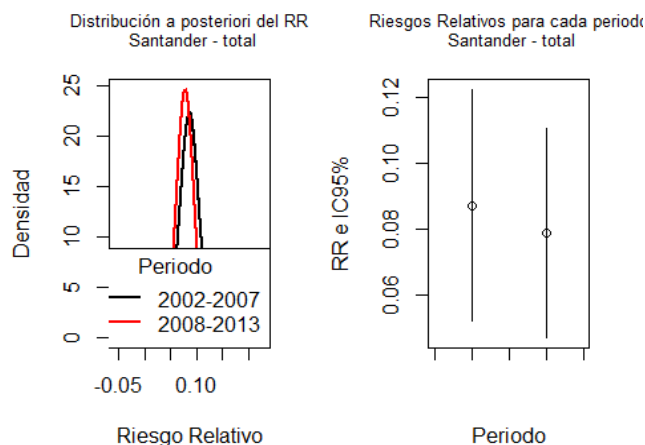 Distribución a posteriori del RR
Santander - total
Densidad
25
20
15
10
5
0
Periodo
2002-2007
2008-2013
-0.05 0.10
Riesgo Relativo
Riesgos Relativos para cada periodo
Santander - total
RR e IC95%
0.12
0.10
0.08
0.06
Periodo